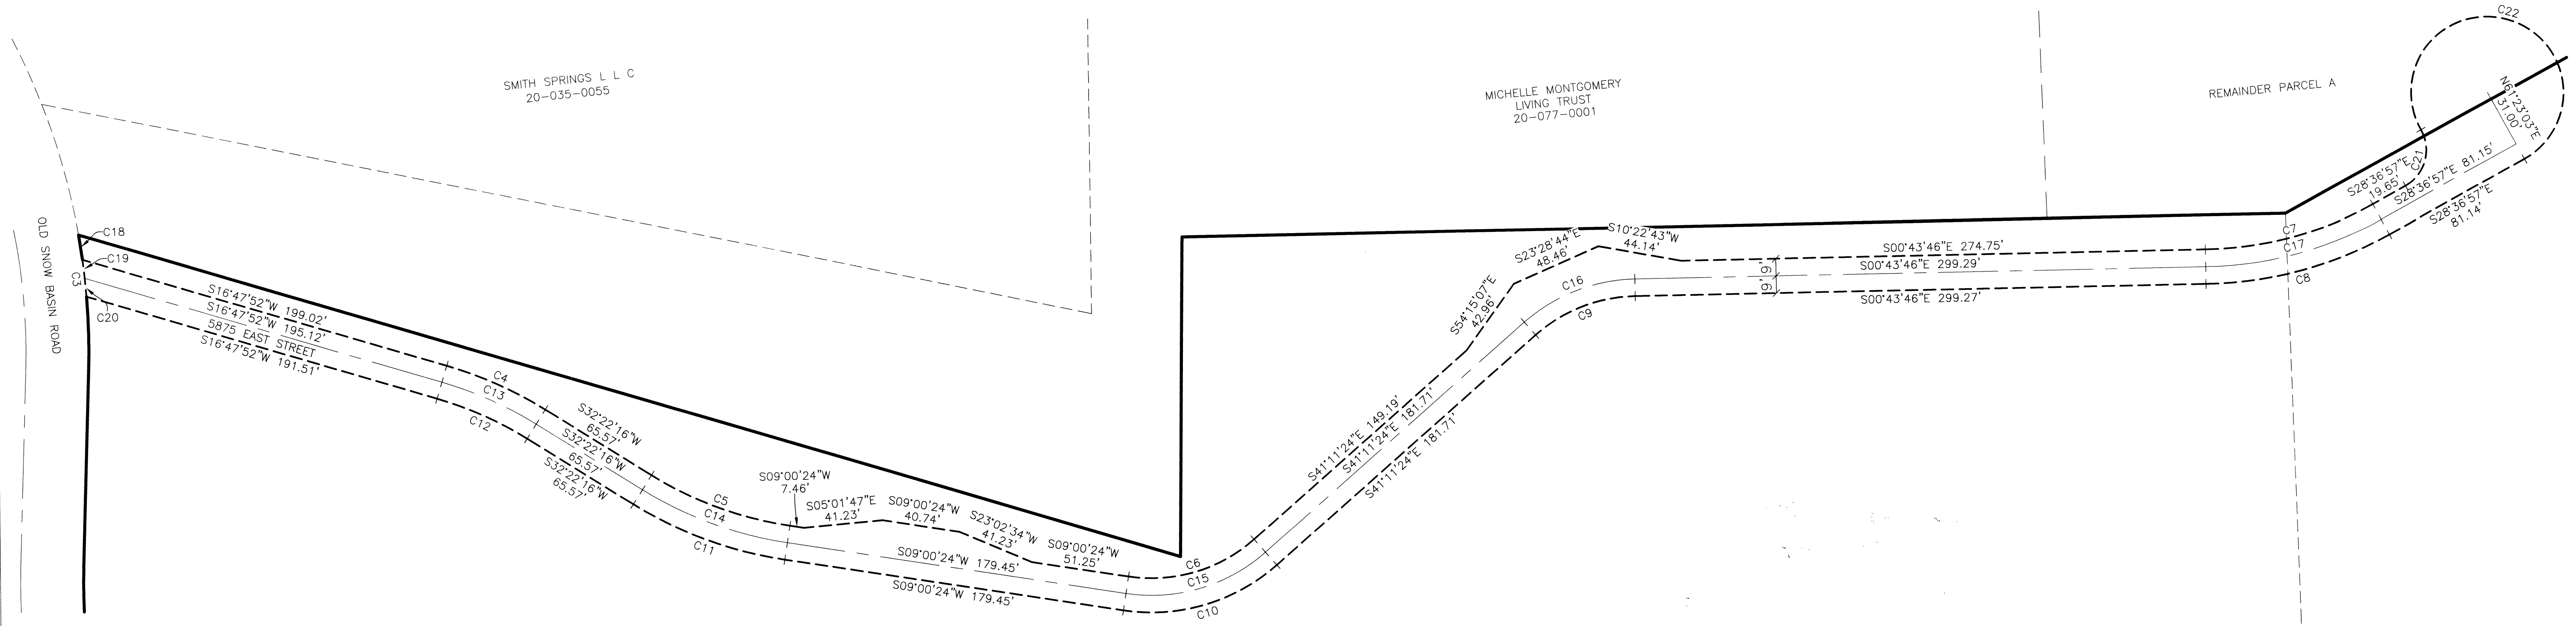 C22
SMITH SPRINGS L L C
20-035-0055
MICHELLE MONTGOMERY
LIVING TRUST
20-077-0001
REMAINDER PARCEL A
N61°23'03"E
31.00'
C21
S28°36'57"E
19.65'
S28°36'57"E 81.15'
S28°36'57"E
81.14'
C7
C17
C8
OLD SNOW BASIN ROAD
C18
C19
C3
C20
S16°47'52"W 199.02'
S16°47'52"W 195.12'
5875 EAST STREET
S16°47'52"W 191.51'
C4
C13
C12
S32°22'16"W
65.57'
S32°22'16"W
65.57'
S32°22'16"W
65.57'
C5
C14
C11
S09°00'24"W
7.46'
S05°01'47"E
41.23'
S09°00'24"W
40.74'
S23°02'34"W
41.23'
S09°00'24"W
51.25'
S09°00'24"W 179.45'
S09°00'24"W 179.45'
C6
C15
C10
S41°11'24"E 149.19'
S41°11'24"E 181.71'
S41°11'24"E 181.71'
S54°15'07"E
42.96'
S23°28'44"E
48.46'
S10°22'43"W
44.14'
C16
C9
S00°43'46"E 274.75'
S00°43'46"E 299.29'
S00°43'46"E 299.27'
9'
9'